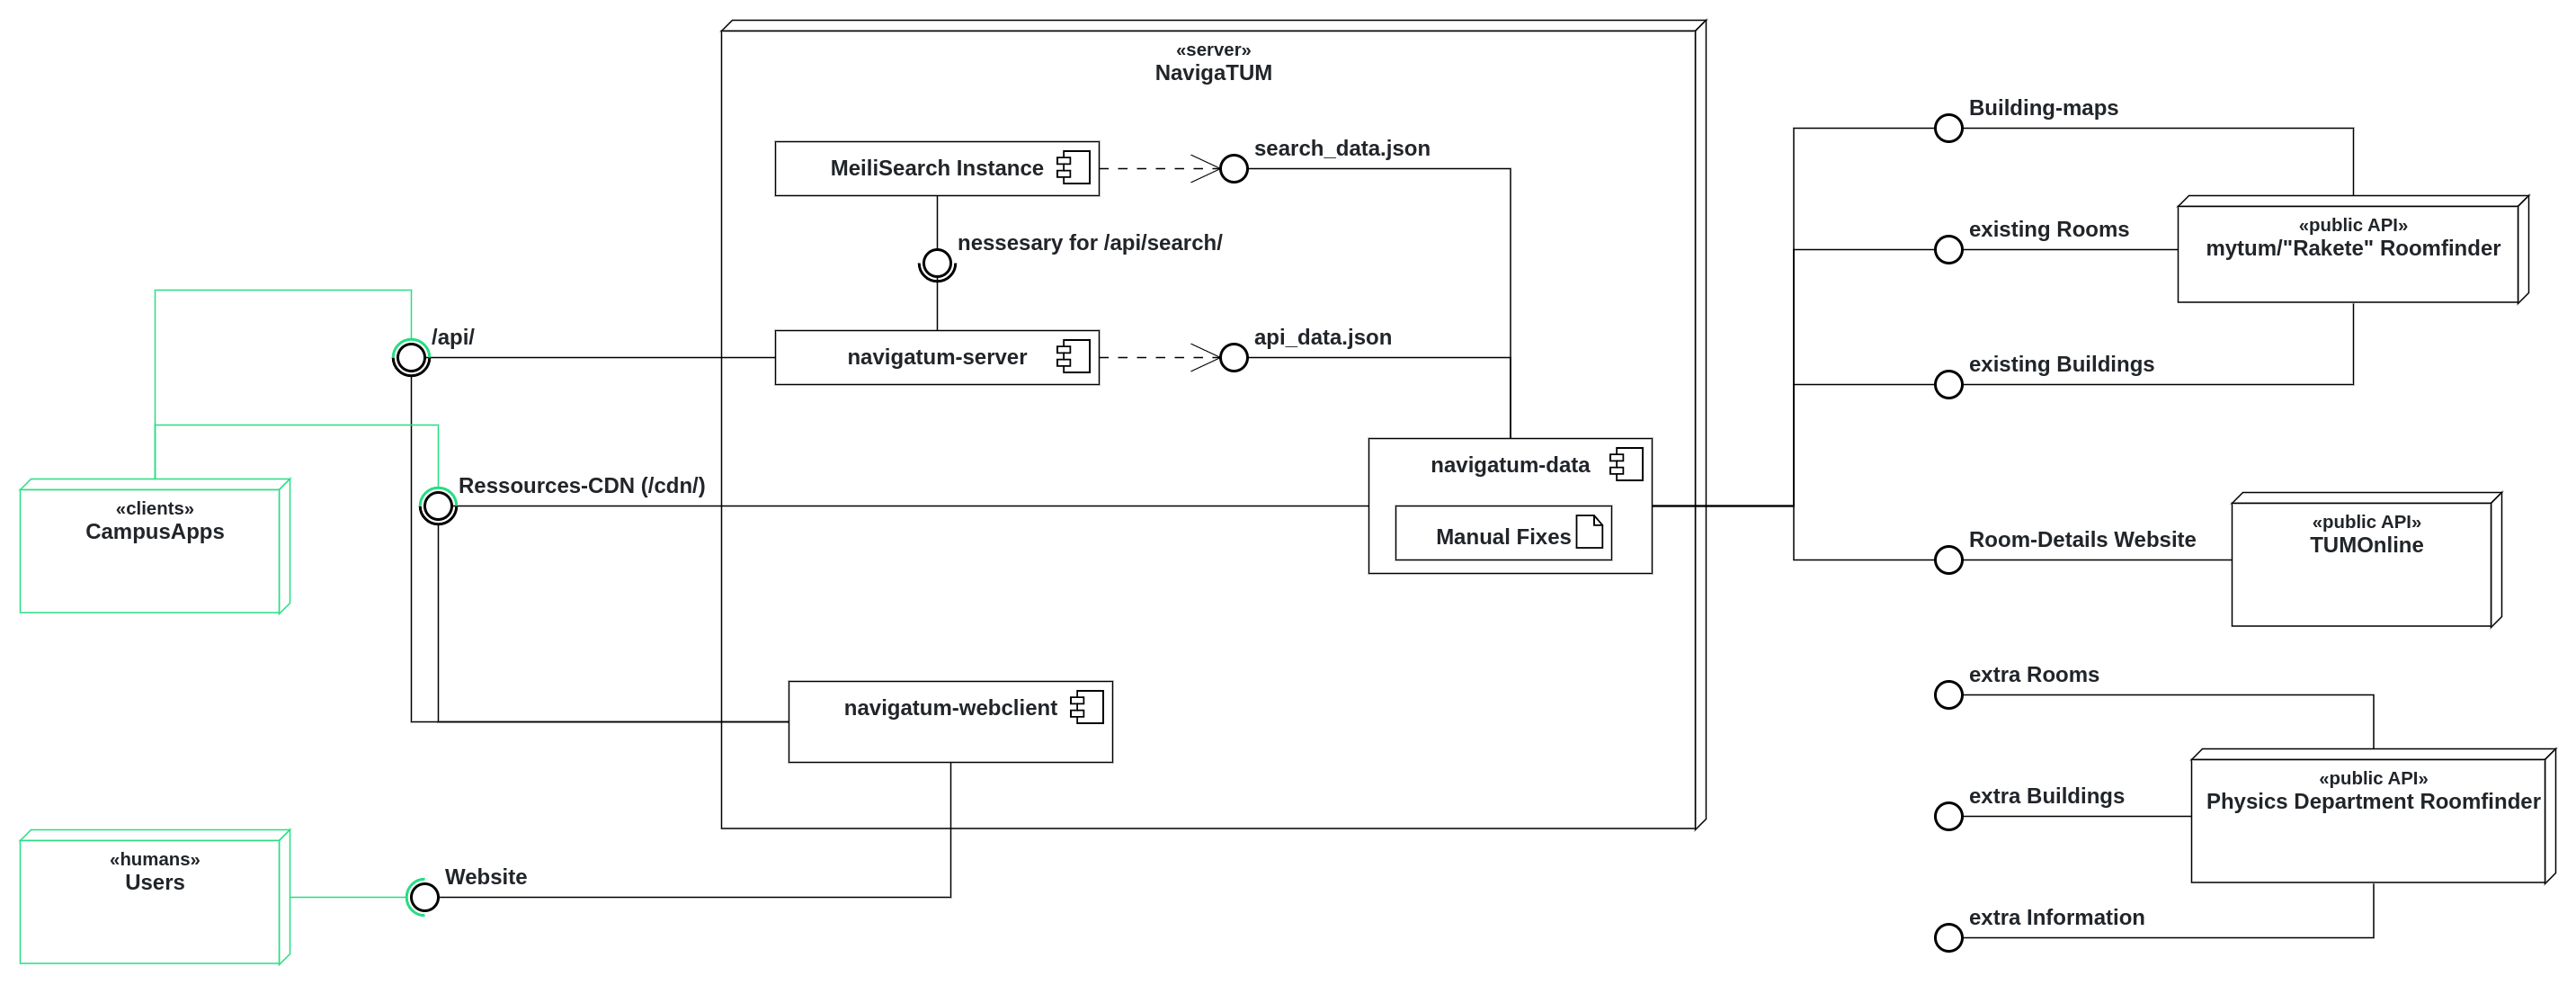 «server»
NavigaTUM
MeiliSearch Instance
search_data.json
nessesary for /api/search/
/api/
navigatum-server
api_data.json
Ressources-CDN (/cdn/)
navigatum-data
Manual Fixes
navigatum-webclient
«clients»
CampusApps
«humans»
Users
Website
Building-maps
existing Rooms
«public API»
mytum/"Rakete" Roomfinder
existing Buildings
Room-Details Website
«public API»
TUMOnline
extra Rooms
extra Buildings
«public API»
Physics Department Roomfinder
extra Information